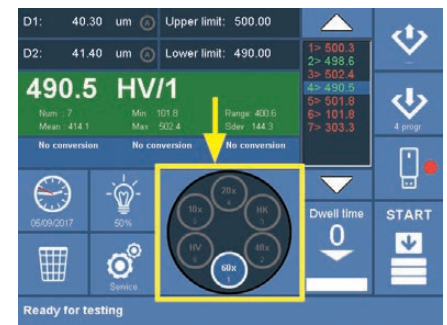 D1: 40.30 um A Upper limit: 500.00
D2: 41.40 um A Lower limit: 490.00
490.5 HV/1
Num : 7 Min 101.8 Range: 400.6
Mean : 414.1 Max 502.4 Sdev 144.3
No conversion No conversion No conversion
1> 500.3
2> 498.6
3> 502.4
4> 490.5
5> 501.8
6> 101.8
7> 303.3
4 progr
05/09/2017
50%
Service
20x
4
10x
HK
HV
40x
60x
1
Dwell time
0
START
Ready for testing